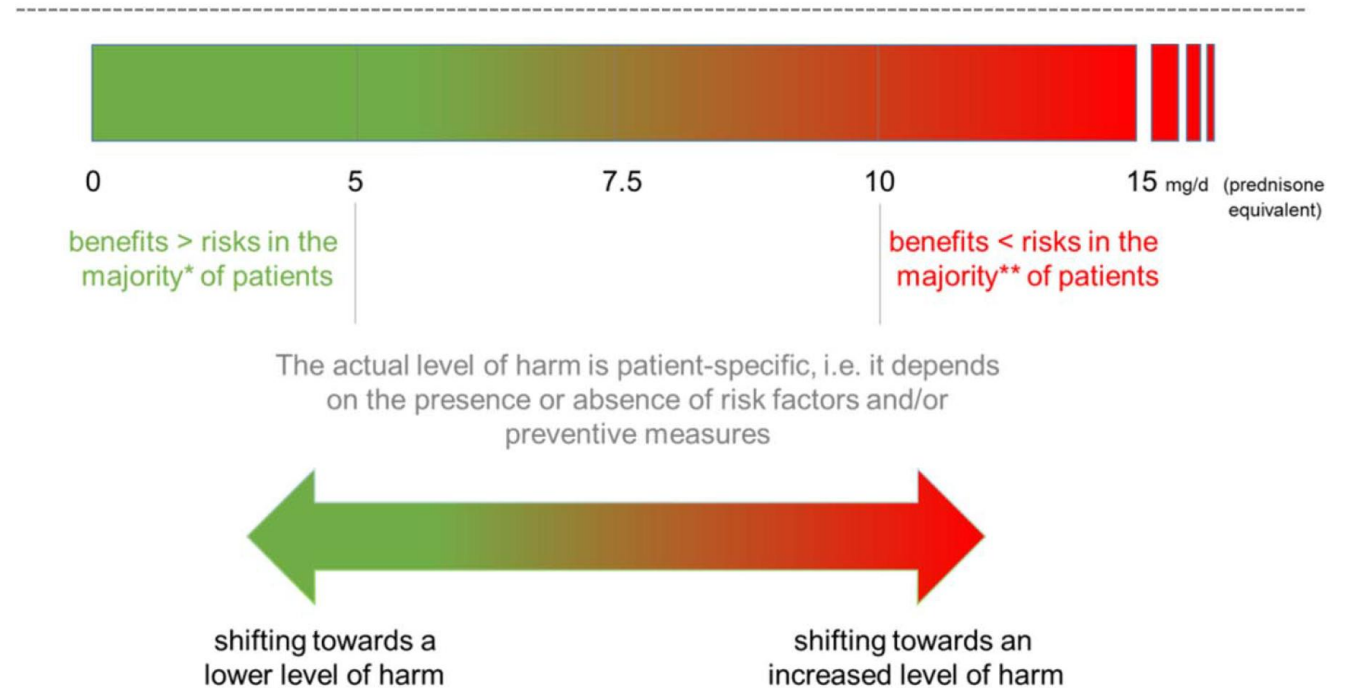 0
5
7.5
10
15 mg/d (prednisone
equivalent)
benefits > risks in the
majority* of patients
benefits < risks in the
majority** of patients
The actual level of harm is patient-specific, i.e. it depends
on the presence or absence of risk factors and/or
preventive measures
shifting towards a
lower level of harm
shifting towards an
increased level of harm